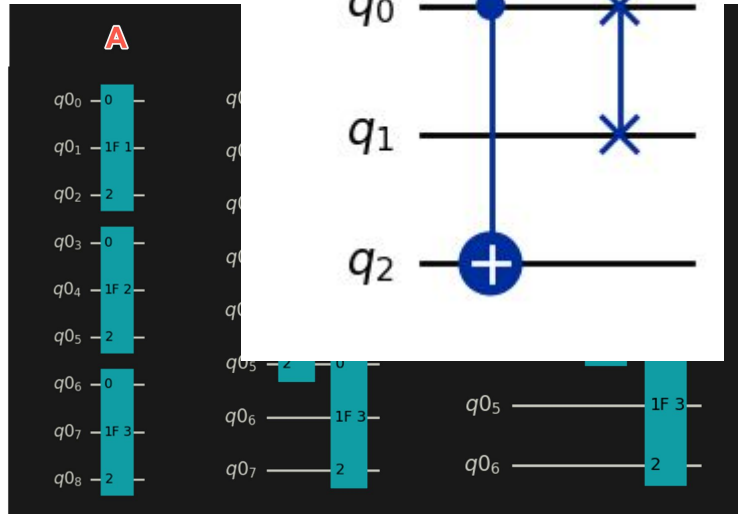 A
q0
q1
q2
q0₀ 0
q0₁ 1F 1
q0₂ 2
q0₃ 0
q0₄ 1F 2
q0₅ 2
q0₆ 0
q0₇ 1F 3
q0₈ 2
q0₅ 2 0
q0₆ 1F 3
q0₇ 2
q0₅ 1F 3
q0₆ 2